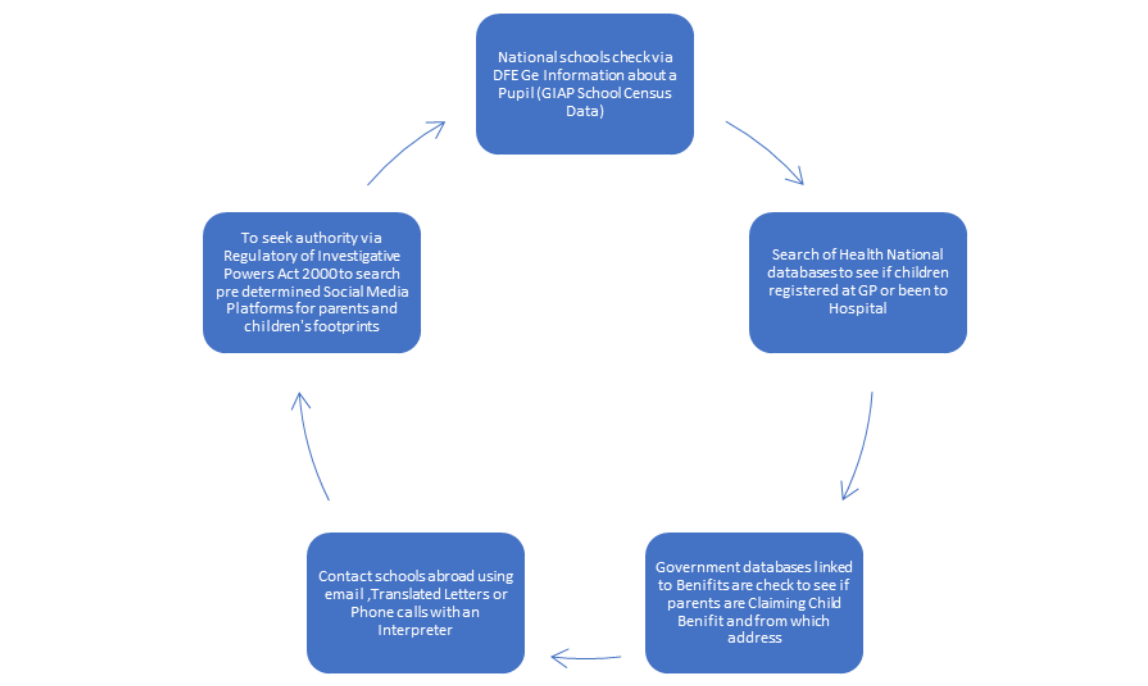 National schools check via
DFE Ge Information about a
Pupil (GIAP School Census
Data)
Search of Health National
databases to see if children
registered at GP or been to
Hospital
Government databases linked
to Benifits are check to see if
parents are Claiming Child
Benifit and from which
address
Contact schools abroad using
email ,Translated Letters or
Phone calls with an
Interpreter
To seek authority via
Regulatory of Investigative
Powers Act 2000 to search
pre determined Social Media
Platforms for parents and
children's footprints